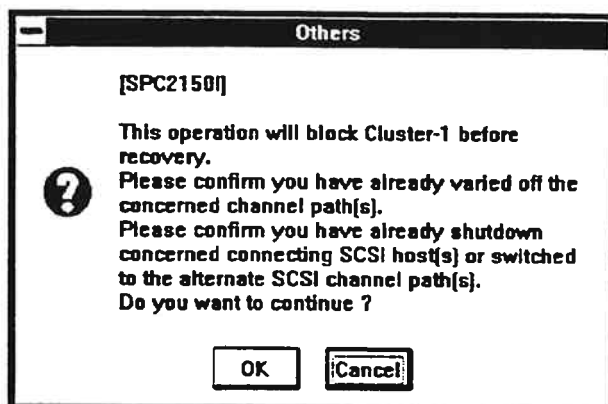 Others
[SPC2150I]
This operation will block Cluster-1 before
recovery.
Please confirm you have already varied off the
concerned channel path(s).
Please confirm you have already shutdown
concerned connecting SCSI host(s) or switched
to the alternate SCSI channel path(s).
Do you want to continue ?
OK
Cancel